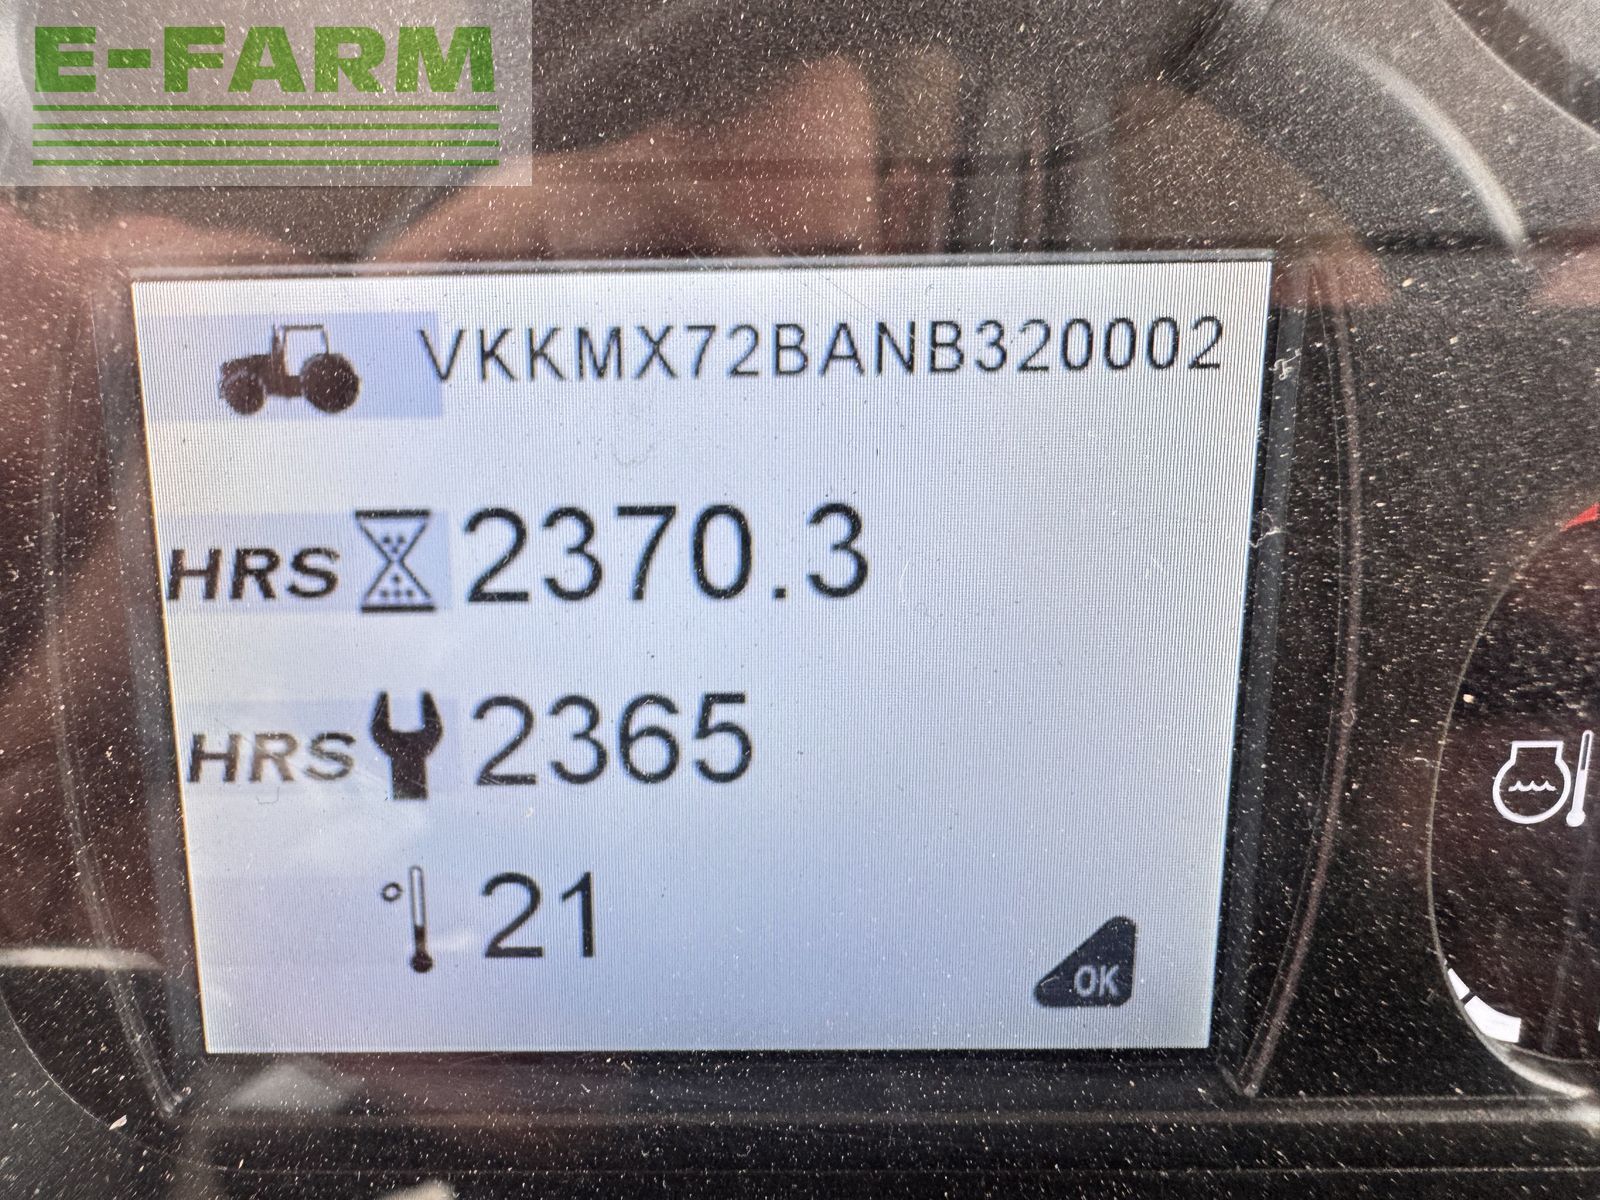 E-FARM
VKKMX72BANB320002
HRS 2370.3
HRS 2365
° 21
OK